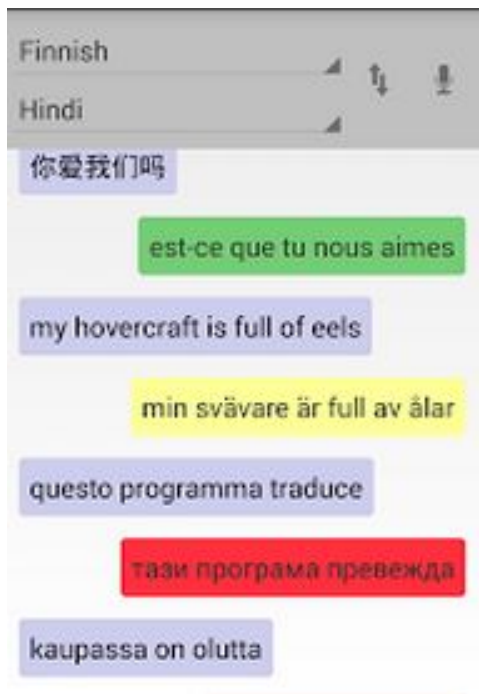 Finnish
Hindi
你爱我们吗
est-ce que tu nous aimes
my hovercraft is full of eels
min svävare är full av ålar
questo programma traduce
тази програма превежда
kaupassa on olutta